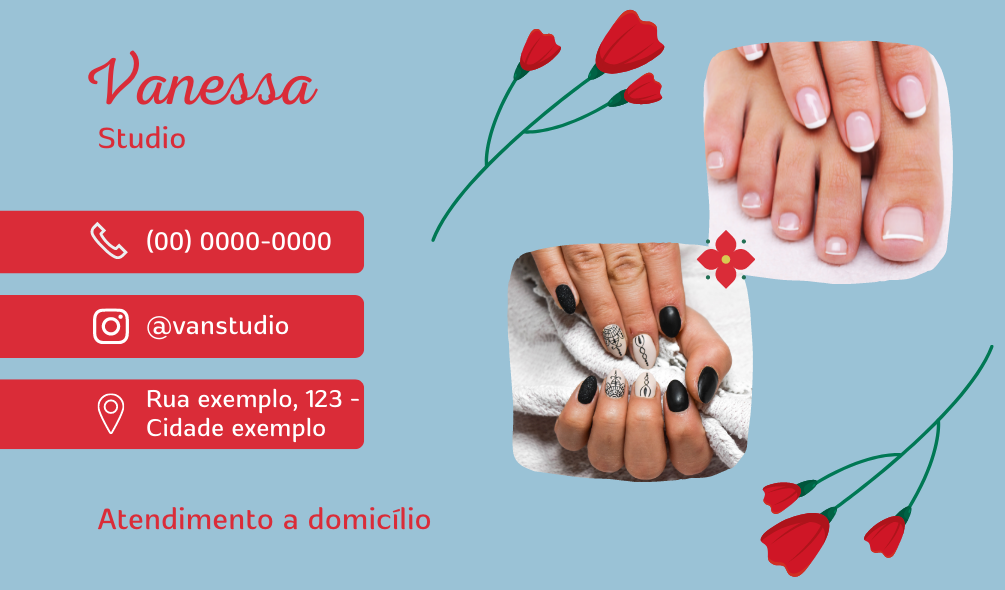 Vanessa
Studio
(00) 0000-0000
@vanstudio
Rua exemplo, 123 -
Cidade exemplo
Atendimento a domicílio